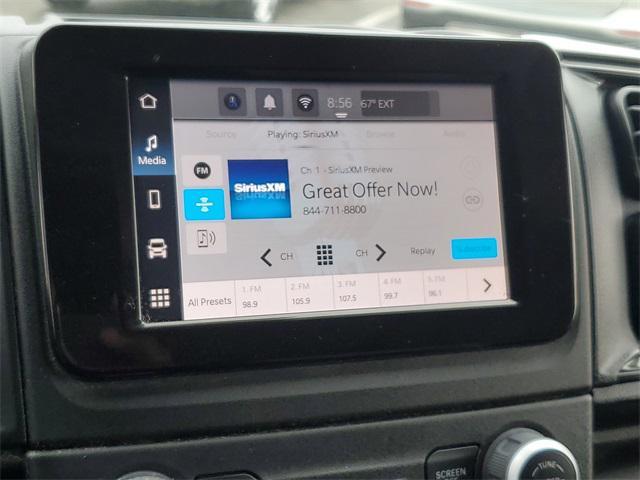 8:56 67° EXT
Source Playing: SiriusXM Browse Audio
Media
FM
SiriusXM
Ch 1 - SiriusXM Preview
Great Offer Now!
844-711-8800
CH CH Replay Subscribe
All Presets
1. FM 2. FM 3. FM 4. FM 5. FM
98.9 105.9 107.5 99.7 96.1
SCREEN
TUNE